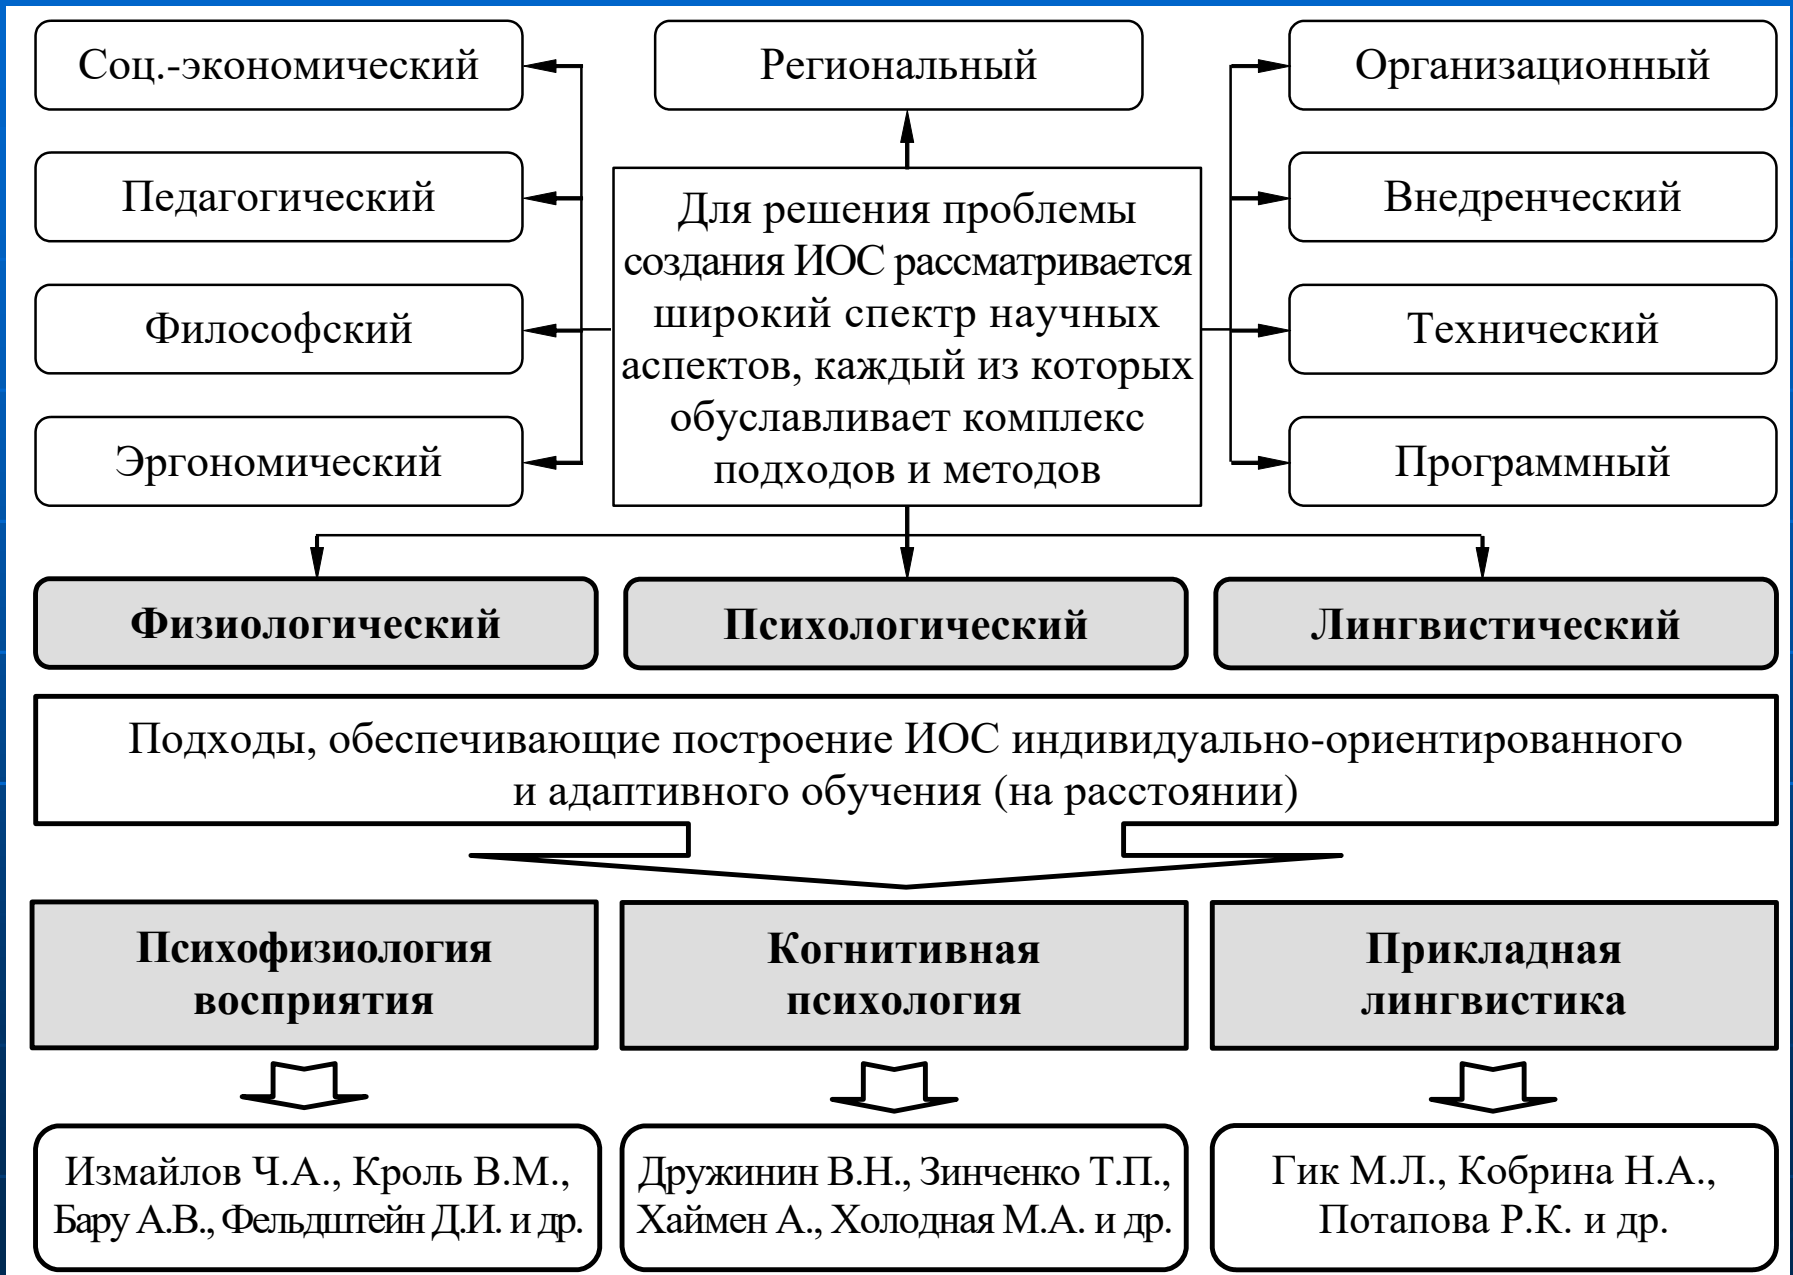 Соц.-экономический
Региональный
Организационный
Педагогический
Внедренческий
Философский
Технический
Эргономический
Программный
Для решения проблемы
создания ИОС рассматривается
широкий спектр научных
аспектов, каждый из которых
обуславливает комплекс
подходов и методов
Физиологический
Психологический
Лингвистический
Подходы, обеспечивающие построение ИОС индивидуально-ориентированного
и адаптивного обучения (на расстоянии)
Психофизиология
восприятия
Когнитивная
психология
Прикладная
лингвистика
Измайлов Ч.А., Кроль В.М.,
Бару А.В., Фельдштейн Д.И. и др.
Дружинин В.Н., Зинченко Т.П.,
Хаймен А., Холодная М.А. и др.
Гик М.Л., Кобрина Н.А.,
Потапова Р.К. и др.